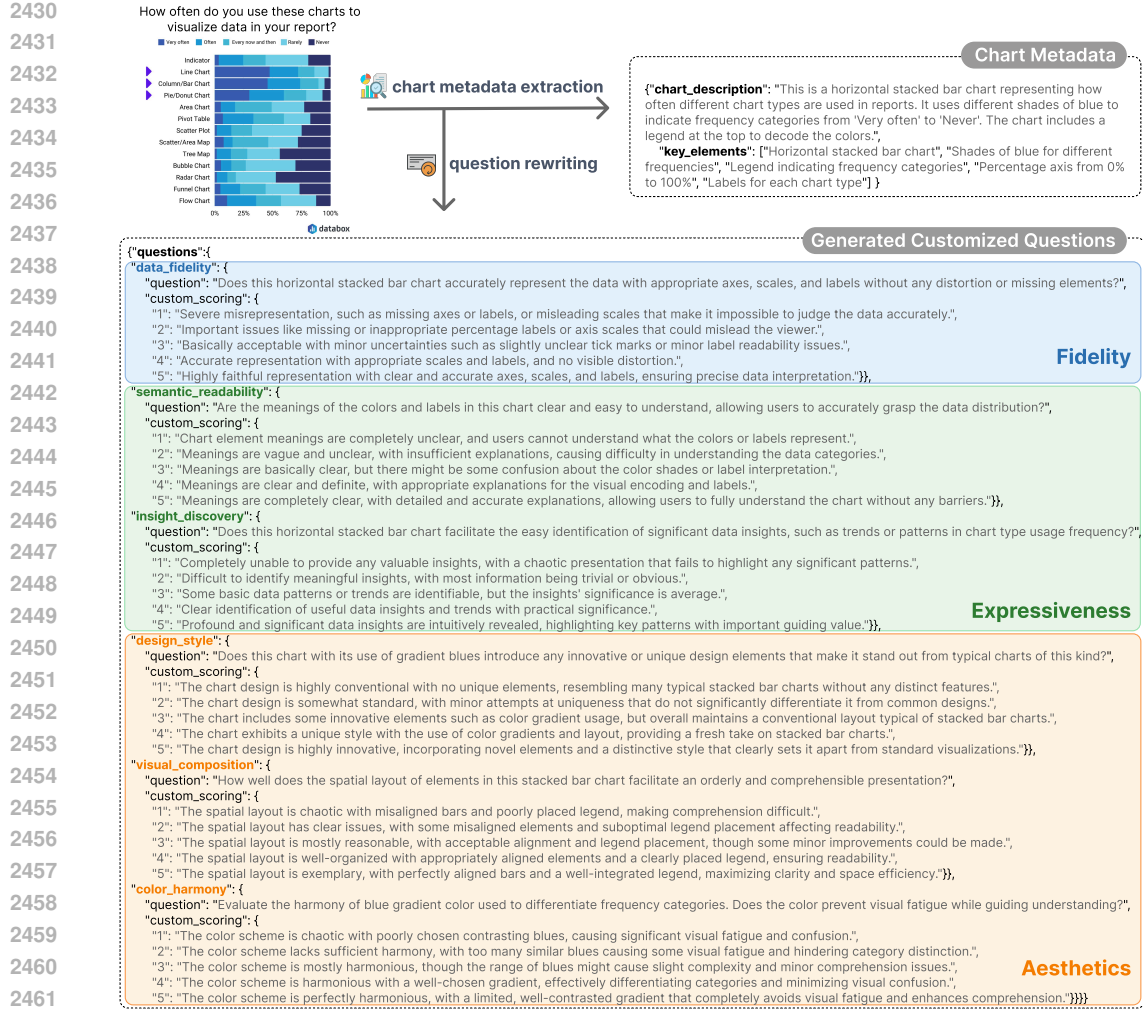 2430
2431
2432
2433
2434
2435
2436
2437
2438
2439
2440
2441
2442
2443
2444
2445
2446
2447
2448
2449
2450
2451
2452
2453
2454
2455
2456
2457
2458
2459
2460
2461
How often do you use these charts to
visualize data in your report?
Very often Often Every now and then Rarely Never
Indicator
Line Chart
Column/Bar Chart
Pie/Donut Chart
Area Chart
Pivot Table
Scatter Plot
Scatter/Area Map
Tree Map
Bubble Chart
Radar Chart
Funnel Chart
Flow Chart
0% 25% 50% 75% 100%
databox
chart metadata extraction
question rewriting
Chart Metadata
{"chart_description": "This is a horizontal stacked bar chart representing how
often different chart types are used in reports. It uses different shades of blue to
indicate frequency categories from 'Very often' to 'Never'. The chart includes a
legend at the top to decode the colors.",
"key_elements": ["Horizontal stacked bar chart", "Shades of blue for different
frequencies", "Legend indicating frequency categories", "Percentage axis from 0%
to 100%", "Labels for each chart type"] }
Generated Customized Questions
{"questions":{
"data_fidelity": {
"question": "Does this horizontal stacked bar chart accurately represent the data with appropriate axes, scales, and labels without any distortion or missing elements?",
"custom_scoring": {
"1": "Severe misrepresentation, such as missing axes or labels, or misleading scales that make it impossible to judge the data accurately.",
"2": "Important issues like missing or inappropriate percentage labels or axis scales that could mislead the viewer.",
"3": "Basically acceptable with minor uncertainties such as slightly unclear tick marks or minor label readability issues.",
"4": "Accurate representation with appropriate scales and labels, and no visible distortion.",
"5": "Highly faithful representation with clear and accurate axes, scales, and labels, ensuring precise data interpretation."}},
Fidelity
"semantic_readability": {
"question": "Are the meanings of the colors and labels in this chart clear and easy to understand, allowing users to accurately grasp the data distribution?",
"custom_scoring": {
"1": "Chart element meanings are completely unclear, and users cannot understand what the colors or labels represent.",
"2": "Meanings are vague and unclear, with insufficient explanations, causing difficulty in understanding the data categories.",
"3": "Meanings are basically clear, but there might be some confusion about the color shades or label interpretation.",
"4": "Meanings are clear and definite, with appropriate explanations for the visual encoding and labels.",
"5": "Meanings are completely clear, with detailed and accurate explanations, allowing users to fully understand the chart without any barriers."}},
"insight_discovery": {
"question": "Does this horizontal stacked bar chart facilitate the easy identification of significant data insights, such as trends or patterns in chart type usage frequency?",
"custom_scoring": {
"1": "Completely unable to provide any valuable insights, with a chaotic presentation that fails to highlight any significant patterns.",
"2": "Difficult to identify meaningful insights, with most information being trivial or obvious.",
"3": "Some basic data patterns or trends are identifiable, but the insights' significance is average.",
"4": "Clear identification of useful data insights and trends with practical significance.",
"5": "Profound and significant data insights are intuitively revealed, highlighting key patterns with important guiding value."}},
Expressiveness
"design_style": {
"question": "Does this chart with its use of gradient blues introduce any innovative or unique design elements that make it stand out from typical charts of this kind?",
"custom_scoring": {
"1": "The chart design is highly conventional with no unique elements, resembling many typical stacked bar charts without any distinct features.",
"2": "The chart design is somewhat standard, with minor attempts at uniqueness that do not significantly differentiate it from common designs.",
"3": "The chart includes some innovative elements such as color gradient usage, but overall maintains a conventional layout typical of stacked bar charts.",
"4": "The chart exhibits a unique style with the use of color gradients and layout, providing a fresh take on stacked bar charts.",
"5": "The chart design is highly innovative, incorporating novel elements and a distinctive style that clearly sets it apart from standard visualizations."}},
"visual_composition": {
"question": "How well does the spatial layout of elements in this stacked bar chart facilitate an orderly and comprehensible presentation?",
"custom_scoring": {
"1": "The spatial layout is chaotic with misaligned bars and poorly placed legend, making comprehension difficult.",
"2": "The spatial layout has clear issues, with some misaligned elements and suboptimal legend placement affecting readability.",
"3": "The spatial layout is mostly reasonable, with acceptable alignment and legend placement, though some minor improvements could be made.",
"4": "The spatial layout is well-organized with appropriately aligned elements and a clearly placed legend, ensuring readability.",
"5": "The spatial layout is exemplary, with perfectly aligned bars and a well-integrated legend, maximizing clarity and space efficiency."}},
"color_harmony": {
"question": "Evaluate the harmony of blue gradient color used to differentiate frequency categories. Does the color prevent visual fatigue while guiding understanding?",
"custom_scoring": {
"1": "The color scheme is chaotic with poorly chosen contrasting blues, causing significant visual fatigue and confusion.",
"2": "The color scheme lacks sufficient harmony, with too many similar blues causing some visual fatigue and hindering category distinction.",
"3": "The color scheme is mostly harmonious, though the range of blues might cause slight complexity and minor comprehension issues.",
"4": "The color scheme is harmonious with a well-chosen gradient, effectively differentiating categories and minimizing visual confusion.",
"5": "The color scheme is perfectly harmonious, with a limited, well-contrasted gradient that completely avoids visual fatigue and enhances comprehension."}}}}
Aesthetics